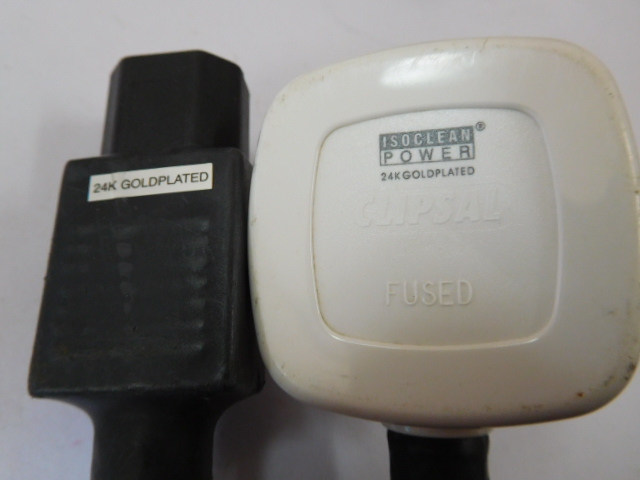 24K GOLDPLATED
ISOCLEAN®
POWER
24K GOLDPLATED
CLIPSAL
FUSED